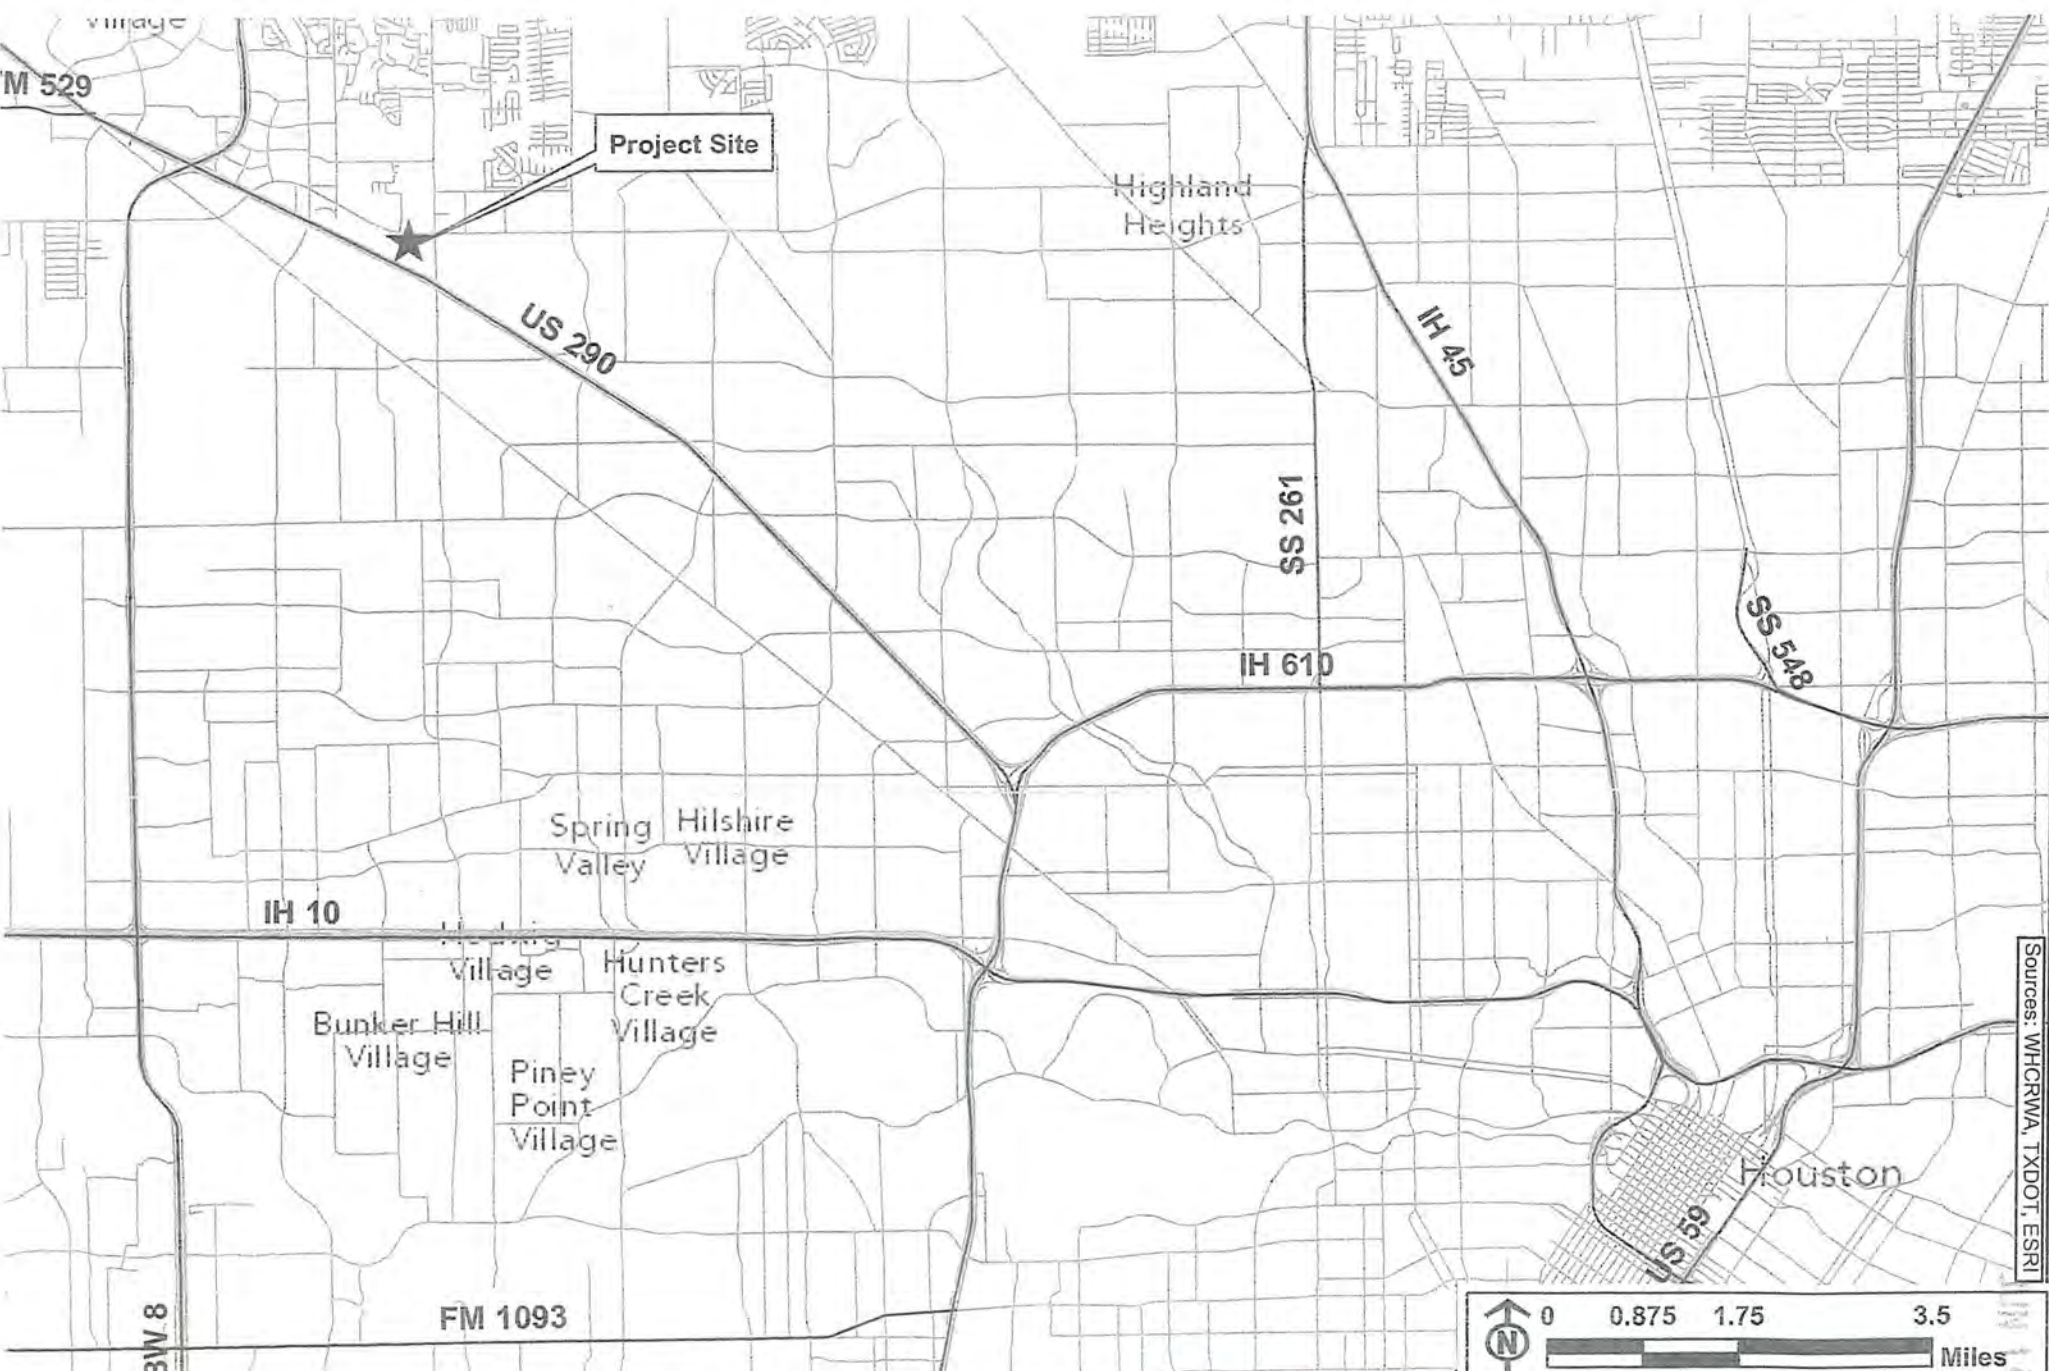 Village
FM 529
Project Site
Highland
Heights
US 290
IH 45
SS 261
SS 548
IH 610
Spring
Valley
Hilshire
Village
IH 10
Hedwig
Village
Hunters
Creek
Village
Bunker Hill
Village
Piney
Point
Village
Houston
US 59
BW 8
FM 1093
Sources: WHCRWA, TXDOT, ESRI
N
0 0.875 1.75 3.5
Miles